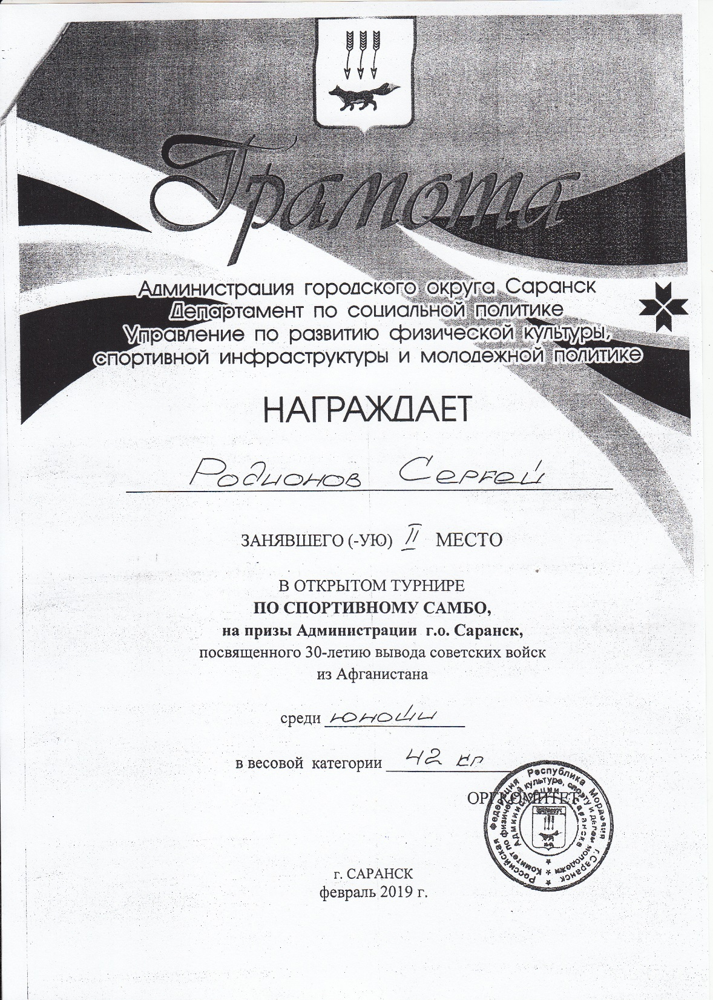 Грамота
Администрация городского округа Саранск
Департамент по социальной политике
Управление по развитию физической культуры,
спортивной инфраструктуры и молодежной политике
НАГРАЖДАЕТ
Родионов Сергей
ЗАНЯВШЕГО (-УЮ) II МЕСТО
В ОТКРЫТОМ ТУРНИРЕ
ПО СПОРТИВНОМУ САМБО,
на призы Администрации г.о. Саранск,
посвященного 30-летию вывода советских войск
из Афганистана
среди юноши
в весовой категории 42 кг
ОРГКОМИТЕТ
Российская Федерация Республика Мордовия г.Саранск
Комитет по физической культуре, спорту и делам молодежи
Администрации г.Саранска
г. САРАНСК
февраль 2019 г.